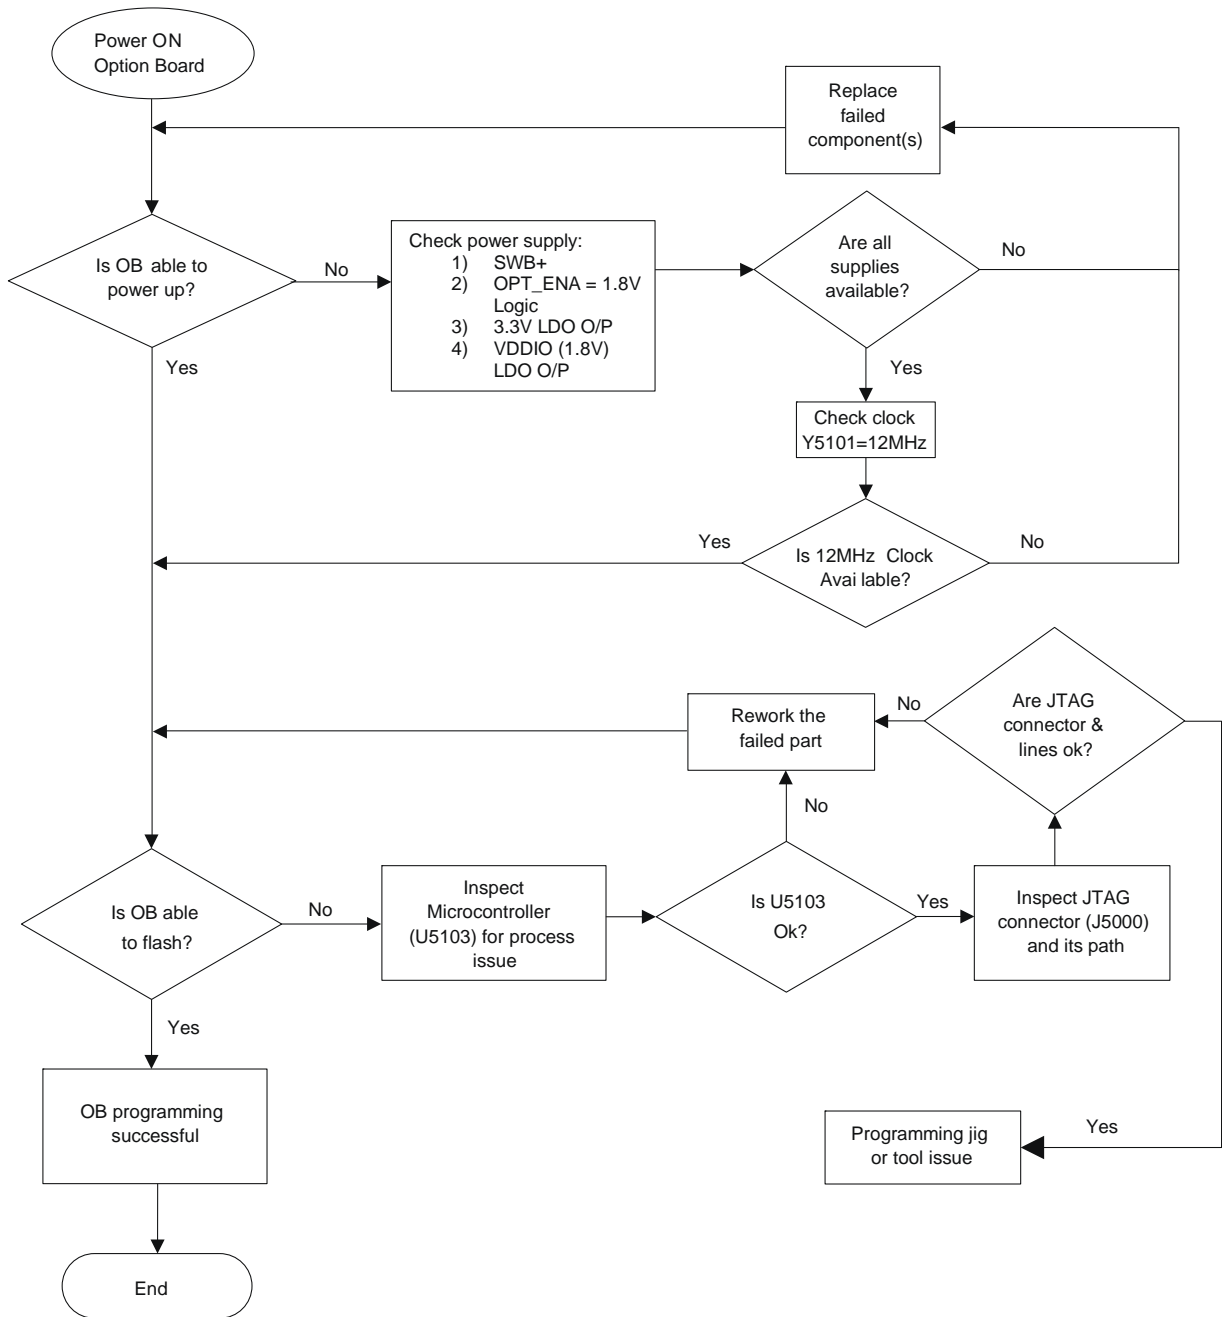 Power ON
Option Board
Replace
failed
component(s)
Is OB able to
power up?
No
Check power supply:
1) SWB+
2) OPT_ENA = 1.8V
Logic
3) 3.3V LDO O/P
4) VDDIO (1.8V)
LDO O/P
Are all
supplies
available?
No
Yes
Yes
Check clock
Y5101=12MHz
Yes
Is 12MHz Clock
Avai lable?
No
Rework the
failed part
No
Are JTAG
connector &
lines ok?
No
Is OB able
to flash?
No
Inspect
Microcontroller
(U5103) for process
issue
Is U5103
Ok?
Yes
Inspect JTAG
connector (J5000)
and its path
Yes
OB programming
successful
Programming jig
or tool issue
Yes
End